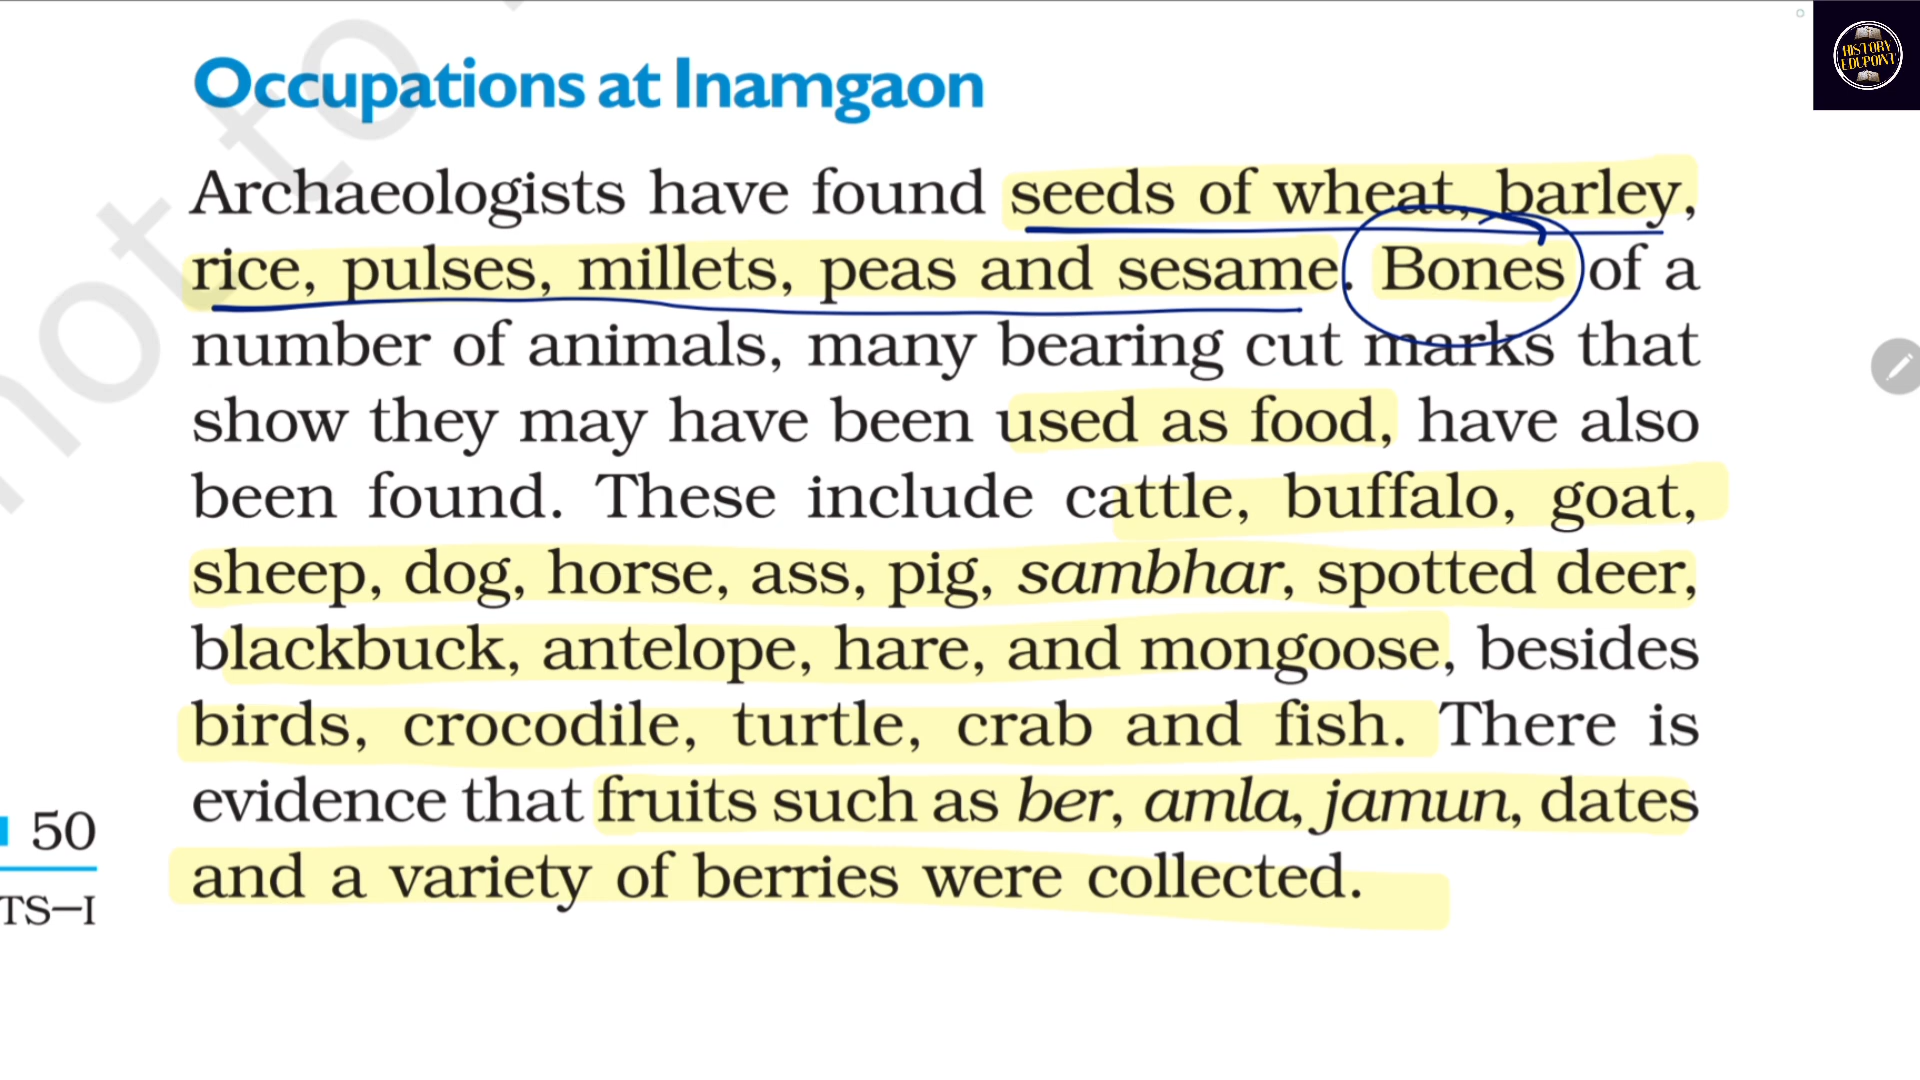 HISTORY
EDUPOINT
not to
Occupations at Inamgaon
Archaeologists have found seeds of wheat, barley,
rice, pulses, millets, peas and sesame. Bones of a
number of animals, many bearing cut marks that
show they may have been used as food, have also
been found. These include cattle, buffalo, goat,
sheep, dog, horse, ass, pig, sambhar, spotted deer,
blackbuck, antelope, hare, and mongoose, besides
birds, crocodile, turtle, crab and fish. There is
evidence that fruits such as ber, amla, jamun, dates
and a variety of berries were collected.
50
TS—I